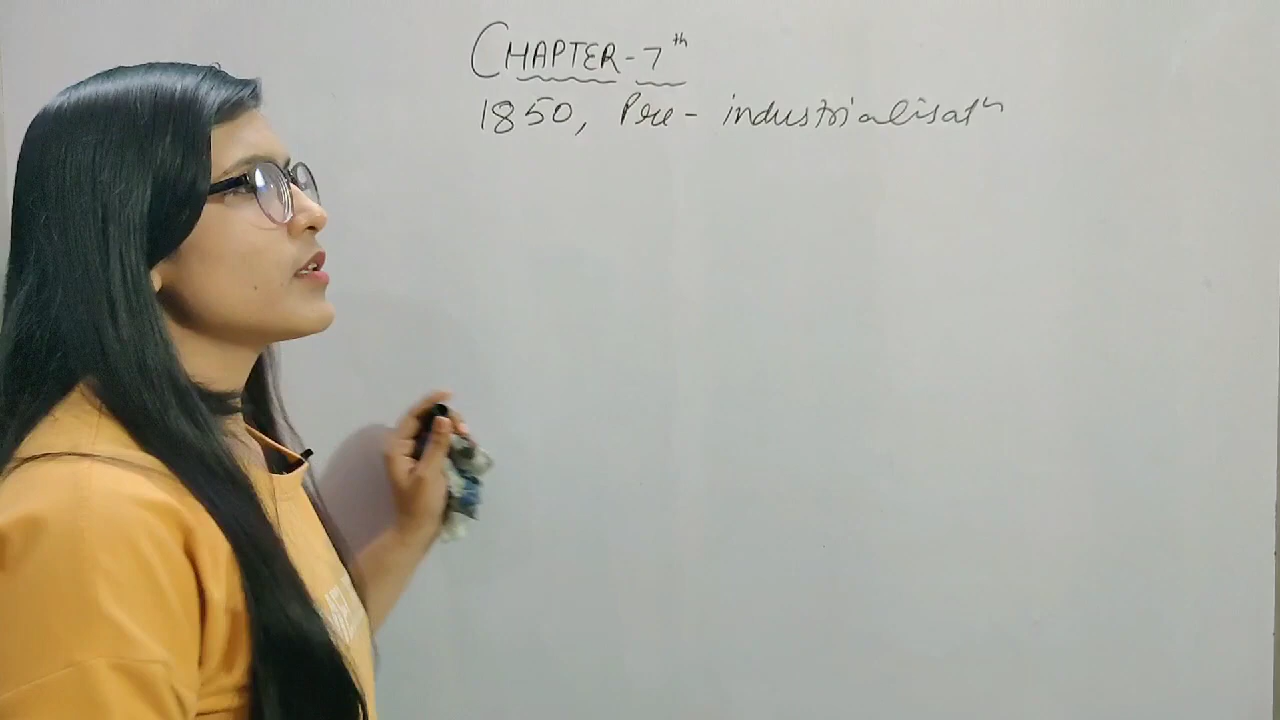 CHAPTER - 7th
1850, Pre - industrialisatn